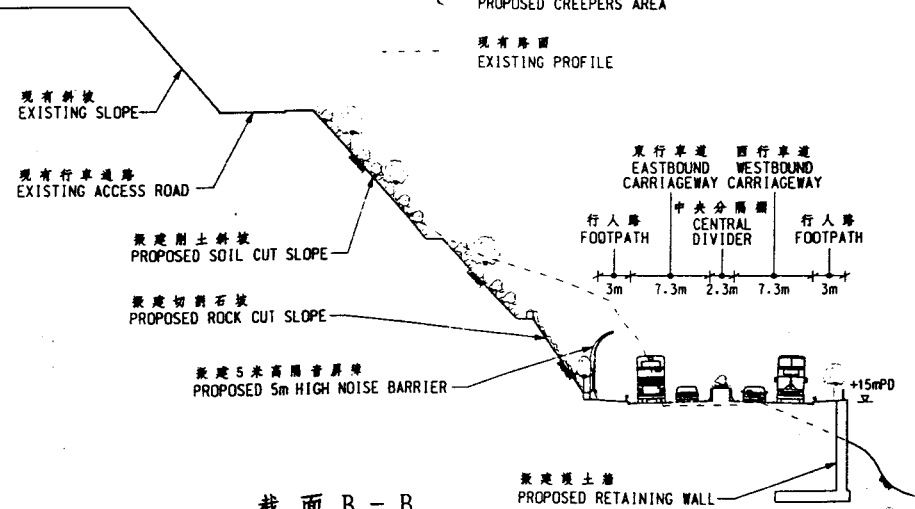 PROPOSED CREEPERS AREA
現有路面
EXISTING PROFILE
現有斜坡
EXISTING SLOPE
現有行車通路
EXISTING ACCESS ROAD
擬建削土斜坡
PROPOSED SOIL CUT SLOPE
擬建切割石坡
PROPOSED ROCK CUT SLOPE
擬建5米高隔音屏障
PROPOSED 5m HIGH NOISE BARRIER
東行車道 西行車道
EASTBOUND WESTBOUND
CARRIAGEWAY CARRIAGEWAY
行人路 中央分隔欄 行人路
FOOTPATH CENTRAL DIVIDER FOOTPATH
3m 7.3m 2.3m 7.3m 3m
+15mPD
擬建護土牆
PROPOSED RETAINING WALL
截面 B - B